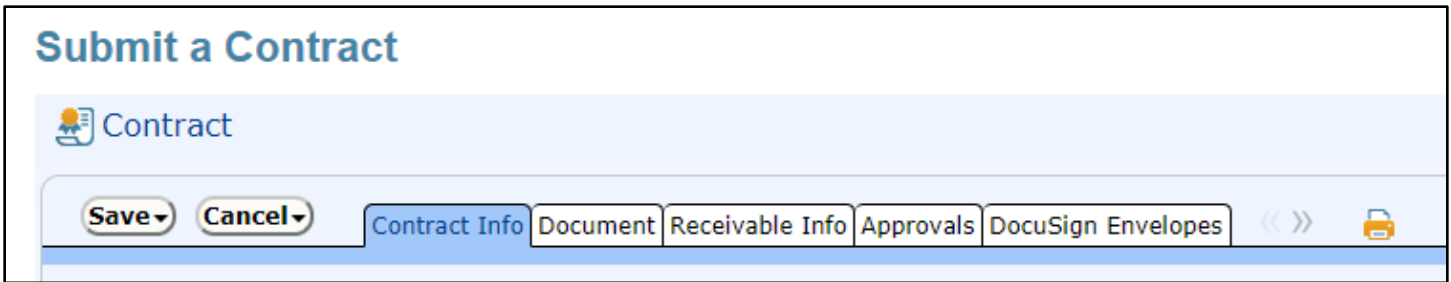 Submit a Contract
Contract
Save Cancel Contract Info Document Receivable Info Approvals DocuSign Envelopes